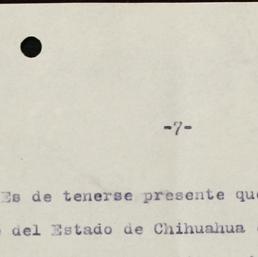 -7-
Es de tenerse presente que
del Estado de Chihuahua